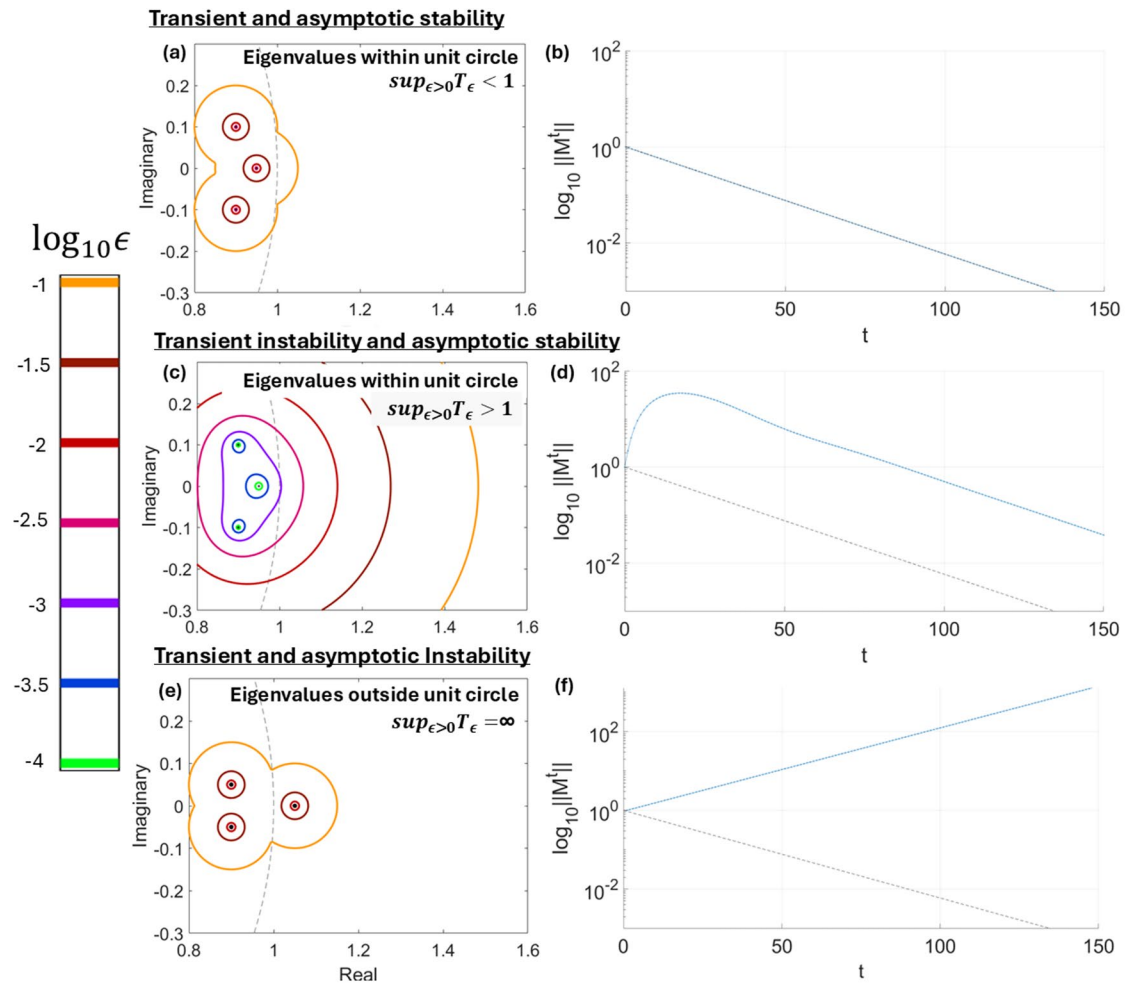 Transient and asymptotic stability
(a)
Eigenvalues within unit circle
sup_{ϵ>0}T_ϵ < 1
0.2
0.1
0
-0.1
-0.2
-0.3
Imaginary
0.8
1
1.2
1.4
1.6
(b)
10^2
10^0
10^-2
log_10 ||M^t||
0
50
100
150
t
log_10 ϵ
-1
-1.5
-2
-2.5
-3
-3.5
-4
Transient instability and asymptotic stability
(c)
Eigenvalues within unit circle
sup_{ϵ>0}T_ϵ > 1
0.2
0.1
0
-0.1
-0.2
-0.3
Imaginary
0.8
1
1.2
1.4
1.6
(d)
10^2
10^0
10^-2
log_10 ||M^t||
0
50
100
150
t
Transient and asymptotic Instability
(e)
Eigenvalues outside unit circle
sup_{ϵ>0}T_ϵ =∞
0.2
0.1
0
-0.1
-0.2
-0.3
Imaginary
0.8
1
1.2
1.4
1.6
Real
(f)
10^2
10^0
10^-2
log_10||M^t||
0
50
100
150
t